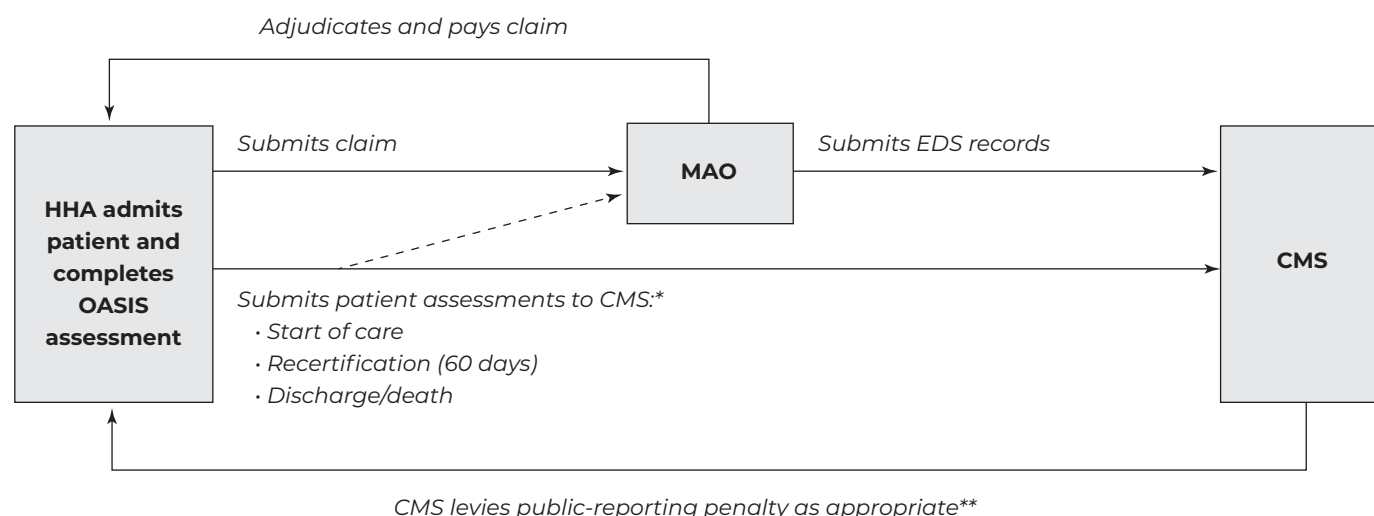 Adjudicates and pays claim
Submits claim
MAO
Submits EDS records
HHA admits
patient and
completes
OASIS
assessment
CMS
Submits patient assessments to CMS:*
• Start of care
• Recertification (60 days)
• Discharge/death
CMS levies public-reporting penalty as appropriate**